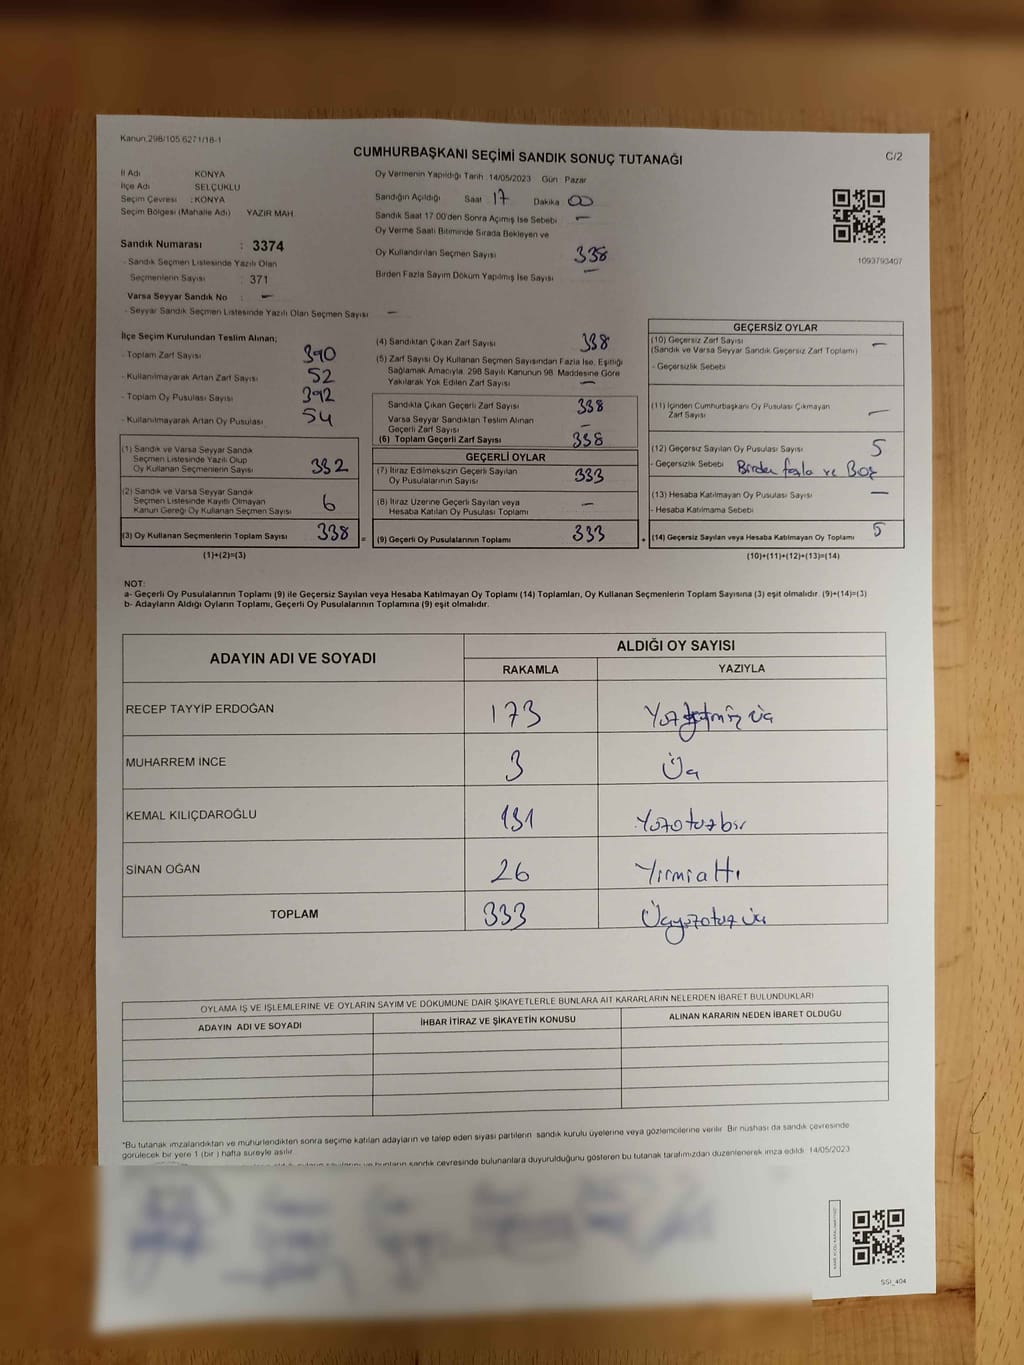 Kanun:298/105,6271/18-1
CUMHURBAŞKANI SEÇİMİ SANDIK SONUÇ TUTANAĞI
C/2
İl Adı KONYA
İlçe Adı SELÇUKLU
Seçim Çevresi : KONYA
Seçim Bölgesi (Mahalle Adı) YAZIR MAH.
Sandık Numarası : 3374
- Sandık Seçmen Listesinde Yazılı Olan
Seçmenlerin Sayısı : 371
Varsa Seyyar Sandık No : -
- Seyyar Sandık Seçmen Listesinde Yazılı Olan Seçmen Sayısı -
Oy Vermenin Yapıldığı Tarih 14/05/2023 Gün Pazar
Sandığın Açıldığı Saat 17 Dakika 00
Sandık Saat 17.00'den Sonra Açımış İse Sebebi -
Oy Verme Saati Bitiminde Sırada Bekleyen ve
Oy Kullandırılan Seçmen Sayısı 338
Birden Fazla Sayım Döküm Yapılmış İse Sayısı -
1093793407
İlçe Seçim Kurulundan Teslim Alınan;
- Toplam Zarf Sayısı 390
- Kullanılmayarak Artan Zarf Sayısı 52
- Toplam Oy Pusulası Sayısı 392
- Kullanılmayarak Artan Oy Pusulası 54
(1) Sandık ve Varsa Seyyar Sandık
Seçmen Listesinde Yazılı Olup
Oy Kullanan Seçmenlerin Sayısı 332
(2) Sandık ve Varsa Seyyar Sandık
Seçmen Listesinde Kayıtlı Olmayan
Kanun Gereği Oy Kullanan Seçmen Sayısı 6
(3) Oy Kullanan Seçmenlerin Toplam Sayısı 338 =
(1)+(2)=(3)
(4) Sandıktan Çıkan Zarf Sayısı 338
(5) Zarf Sayısı Oy Kullanan Seçmen Sayısından Fazla İse, Eşitliği
Sağlamak Amacıyla, 298 Sayılı Kanunun 98. Maddesine Göre
Yakılarak Yok Edilen Zarf Sayısı -
Sandıkta Çıkan Geçerli Zarf Sayısı 338
Varsa Seyyar Sandıktan Teslim Alınan
Geçerli Zarf Sayısı -
(6) Toplam Geçerli Zarf Sayısı 338
GEÇERLİ OYLAR
(7) İtiraz Edilmeksizin Geçerli Sayılan
Oy Pusulalarının Sayısı 333
(8) İtiraz Üzerine Geçerli Sayılan veya
Hesaba Katılan Oy Pusulası Toplamı -
(9) Geçerli Oy Pusulalarının Toplamı 333 +
GEÇERSİZ OYLAR
(10) Geçersiz Zarf Sayısı -
(Sandık ve Varsa Seyyar Sandık Geçersiz Zarf Toplamı)
- Geçersizlik Sebebi
(11) İçinden Cumhurbaşkanı Oy Pusulası Çıkmayan
Zarf Sayısı -
(12) Geçersiz Sayılan Oy Pusulası Sayısı 5
- Geçersizlik Sebebi Birden fazla ve Boş
(13) Hesaba Katılmayan Oy Pusulası Sayısı -
- Hesaba Katılmama Sebebi
(14) Geçersiz Sayılan veya Hesaba Katılmayan Oy Toplamı 5
(10)+(11)+(12)+(13)=(14)
NOT:
a- Geçerli Oy Pusulalarının Toplamı (9) ile Geçersiz Sayılan veya Hesaba Katılmayan Oy Toplamı (14) Toplamları, Oy Kullanan Seçmenlerin Toplam Sayısına (3) eşit olmalıdır. (9)+(14)=(3)
b- Adayların Aldığı Oyların Toplamı, Geçerli Oy Pusulalarının Toplamına (9) eşit olmalıdır.
ADAYIN ADI VE SOYADI ALDIĞI OY SAYISI
RAKAMLA YAZIYLA
RECEP TAYYİP ERDOĞAN 173 Yüzyetmiş üç
MUHARREM İNCE 3 Üç
KEMAL KILIÇDAROĞLU 131 Yüzotuzbir
SİNAN OĞAN 26 Yirmialtı
TOPLAM 333 Üçyüzotuz üç
OYLAMA İŞ VE İŞLEMLERİNE VE OYLARIN SAYIM VE DÖKÜMÜNE DAİR ŞİKAYETLERLE BUNLARA AİT KARARLARIN NELERDEN İBARET BULUNDUKLARI
ADAYIN ADI VE SOYADI İHBAR İTİRAZ VE ŞİKAYETİN KONUSU ALINAN KARARIN NEDEN İBARET OLDUĞU
*Bu tutanak imzalandıktan ve mühürlendikten sonra seçime katılan adayların ve talep eden siyasi partilerin sandık kurulu üyelerine veya gözlemcilerine verilir. Bir nüshası da sandık çevresinde
görülecek bir yere 1 (bir) hafta süreyle asılır.
sandık çevresinde bulunanlara duyurulduğunu gösteren bu tutanak tarafımızdan düzenlenerek imza edildi. 14/05/2023
SSI_404